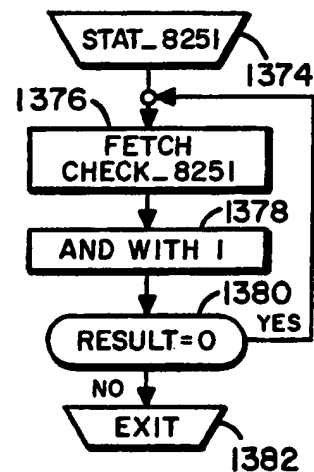 STAT_8251
1374
1376
FETCH
CHECK_8251
1378
AND WITH 1
1380
RESULT=0
YES
NO
EXIT
1382